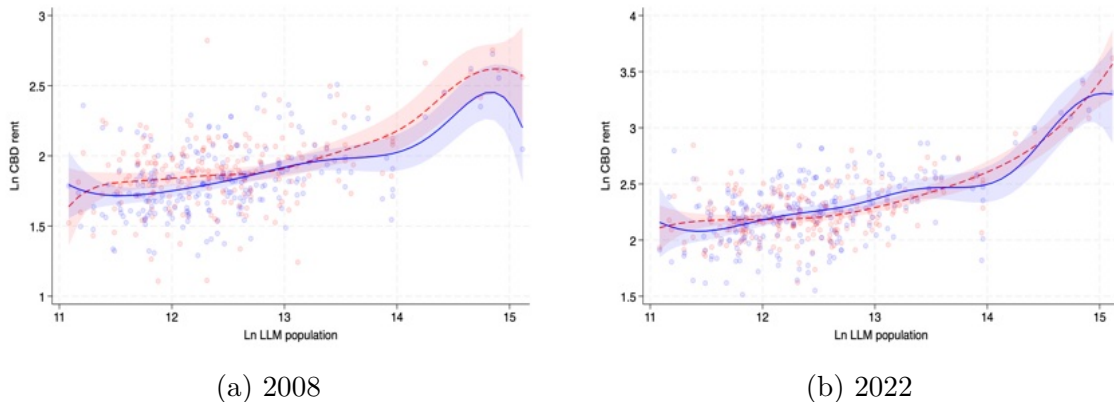 3
2.5
2
1.5
1
Ln CBD rent
11 12 13 14 15
Ln LLM population
(a) 2008
4
3.5
3
2.5
2
1.5
Ln CBD rent
11 12 13 14 15
Ln LLM population
(b) 2022